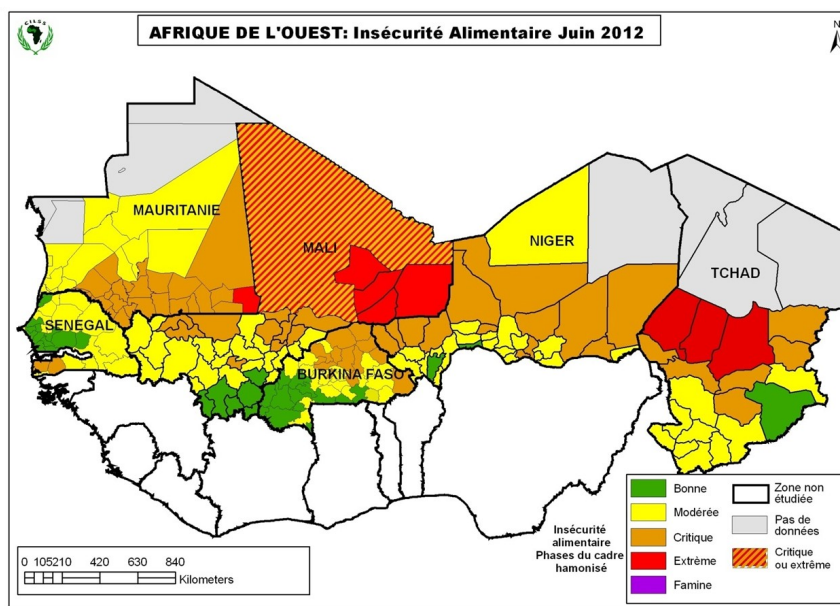 CILSS
AFRIQUE DE L'OUEST: Insécurité Alimentaire Juin 2012
N
MAURITANIE
MALI
NIGER
TCHAD
SENEGAL
BURKINA FASO
Insécurité
alimentaire
Phases du cadre
hamonisé
Bonne
Modérée
Critique
Extrème
Famine
Zone non
étudiée
Pas de
données
Critique
ou extrême
0 105210 420 630 840
Kilometers